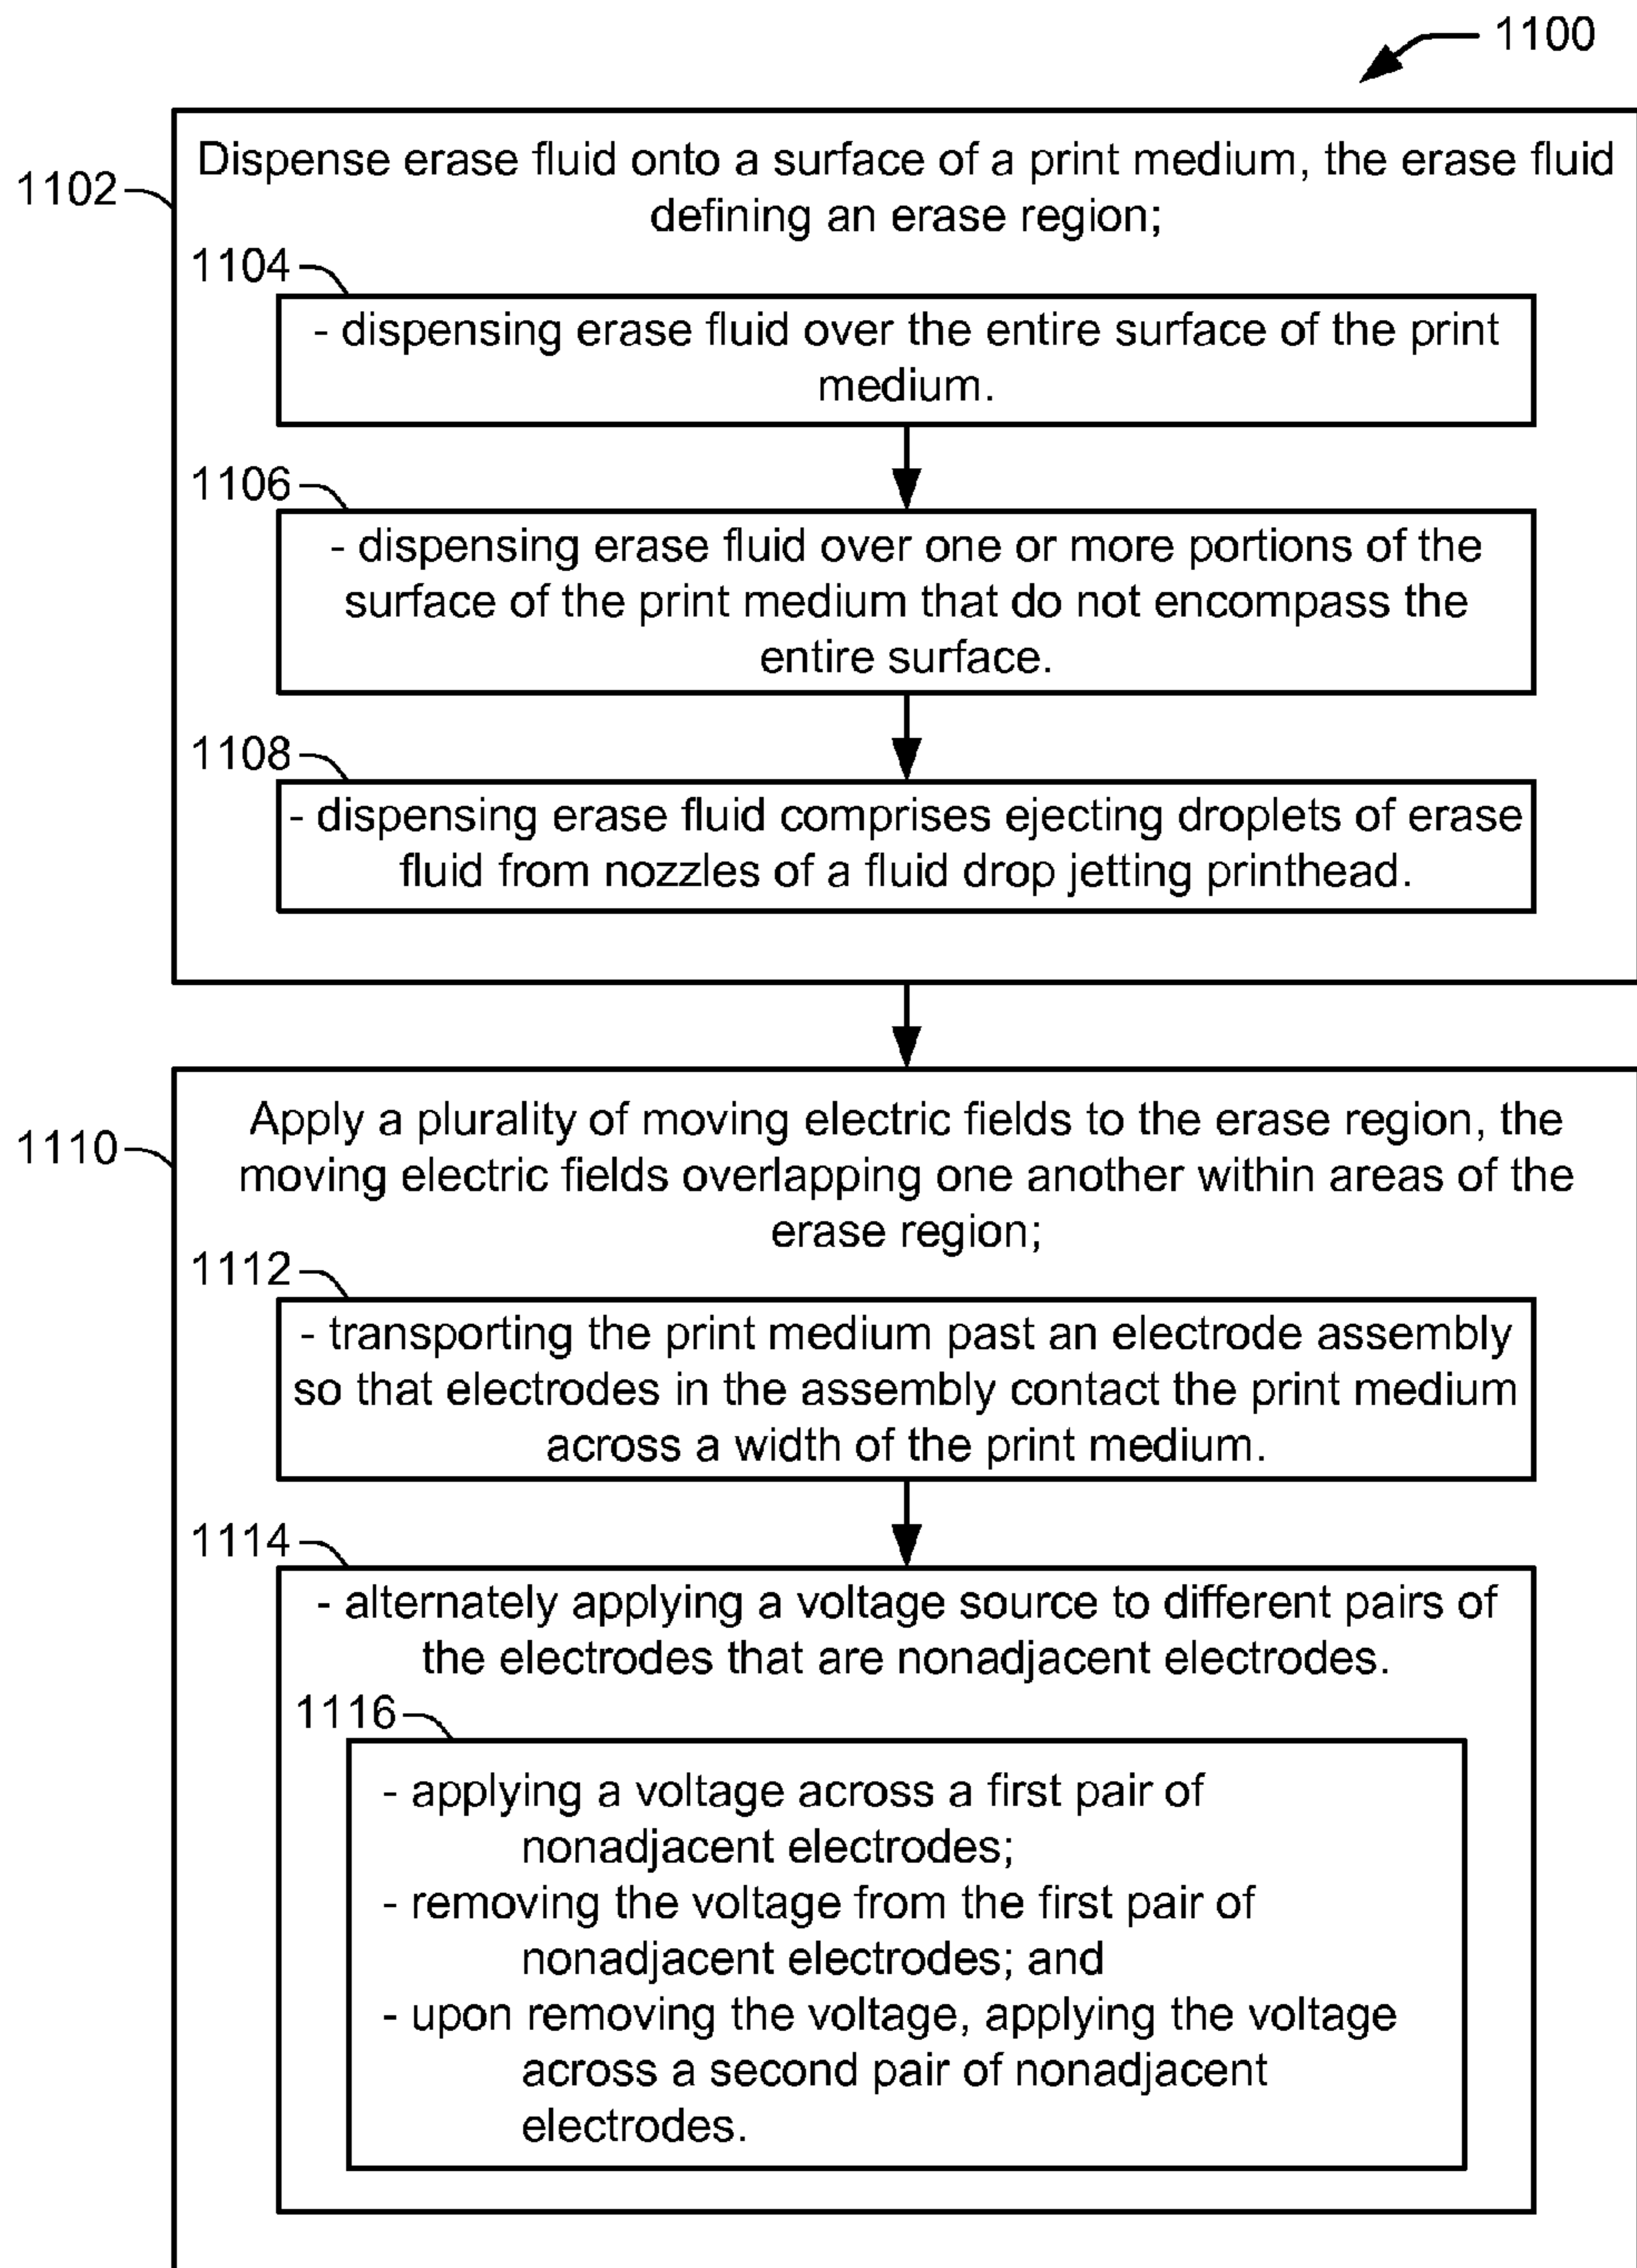 1100
1102
Dispense erase fluid onto a surface of a print medium, the erase fluid
defining an erase region;
1104
- dispensing erase fluid over the entire surface of the print
medium.
1106
- dispensing erase fluid over one or more portions of the
surface of the print medium that do not encompass the
entire surface.
1108
- dispensing erase fluid comprises ejecting droplets of erase
fluid from nozzles of a fluid drop jetting printhead.
1110
Apply a plurality of moving electric fields to the erase region, the
moving electric fields overlapping one another within areas of the
erase region;
1112
- transporting the print medium past an electrode assembly
so that electrodes in the assembly contact the print medium
across a width of the print medium.
1114
- alternately applying a voltage source to different pairs of
the electrodes that are nonadjacent electrodes.
1116
- applying a voltage across a first pair of
nonadjacent electrodes;
- removing the voltage from the first pair of
nonadjacent electrodes; and
- upon removing the voltage, applying the voltage
across a second pair of nonadjacent
electrodes.